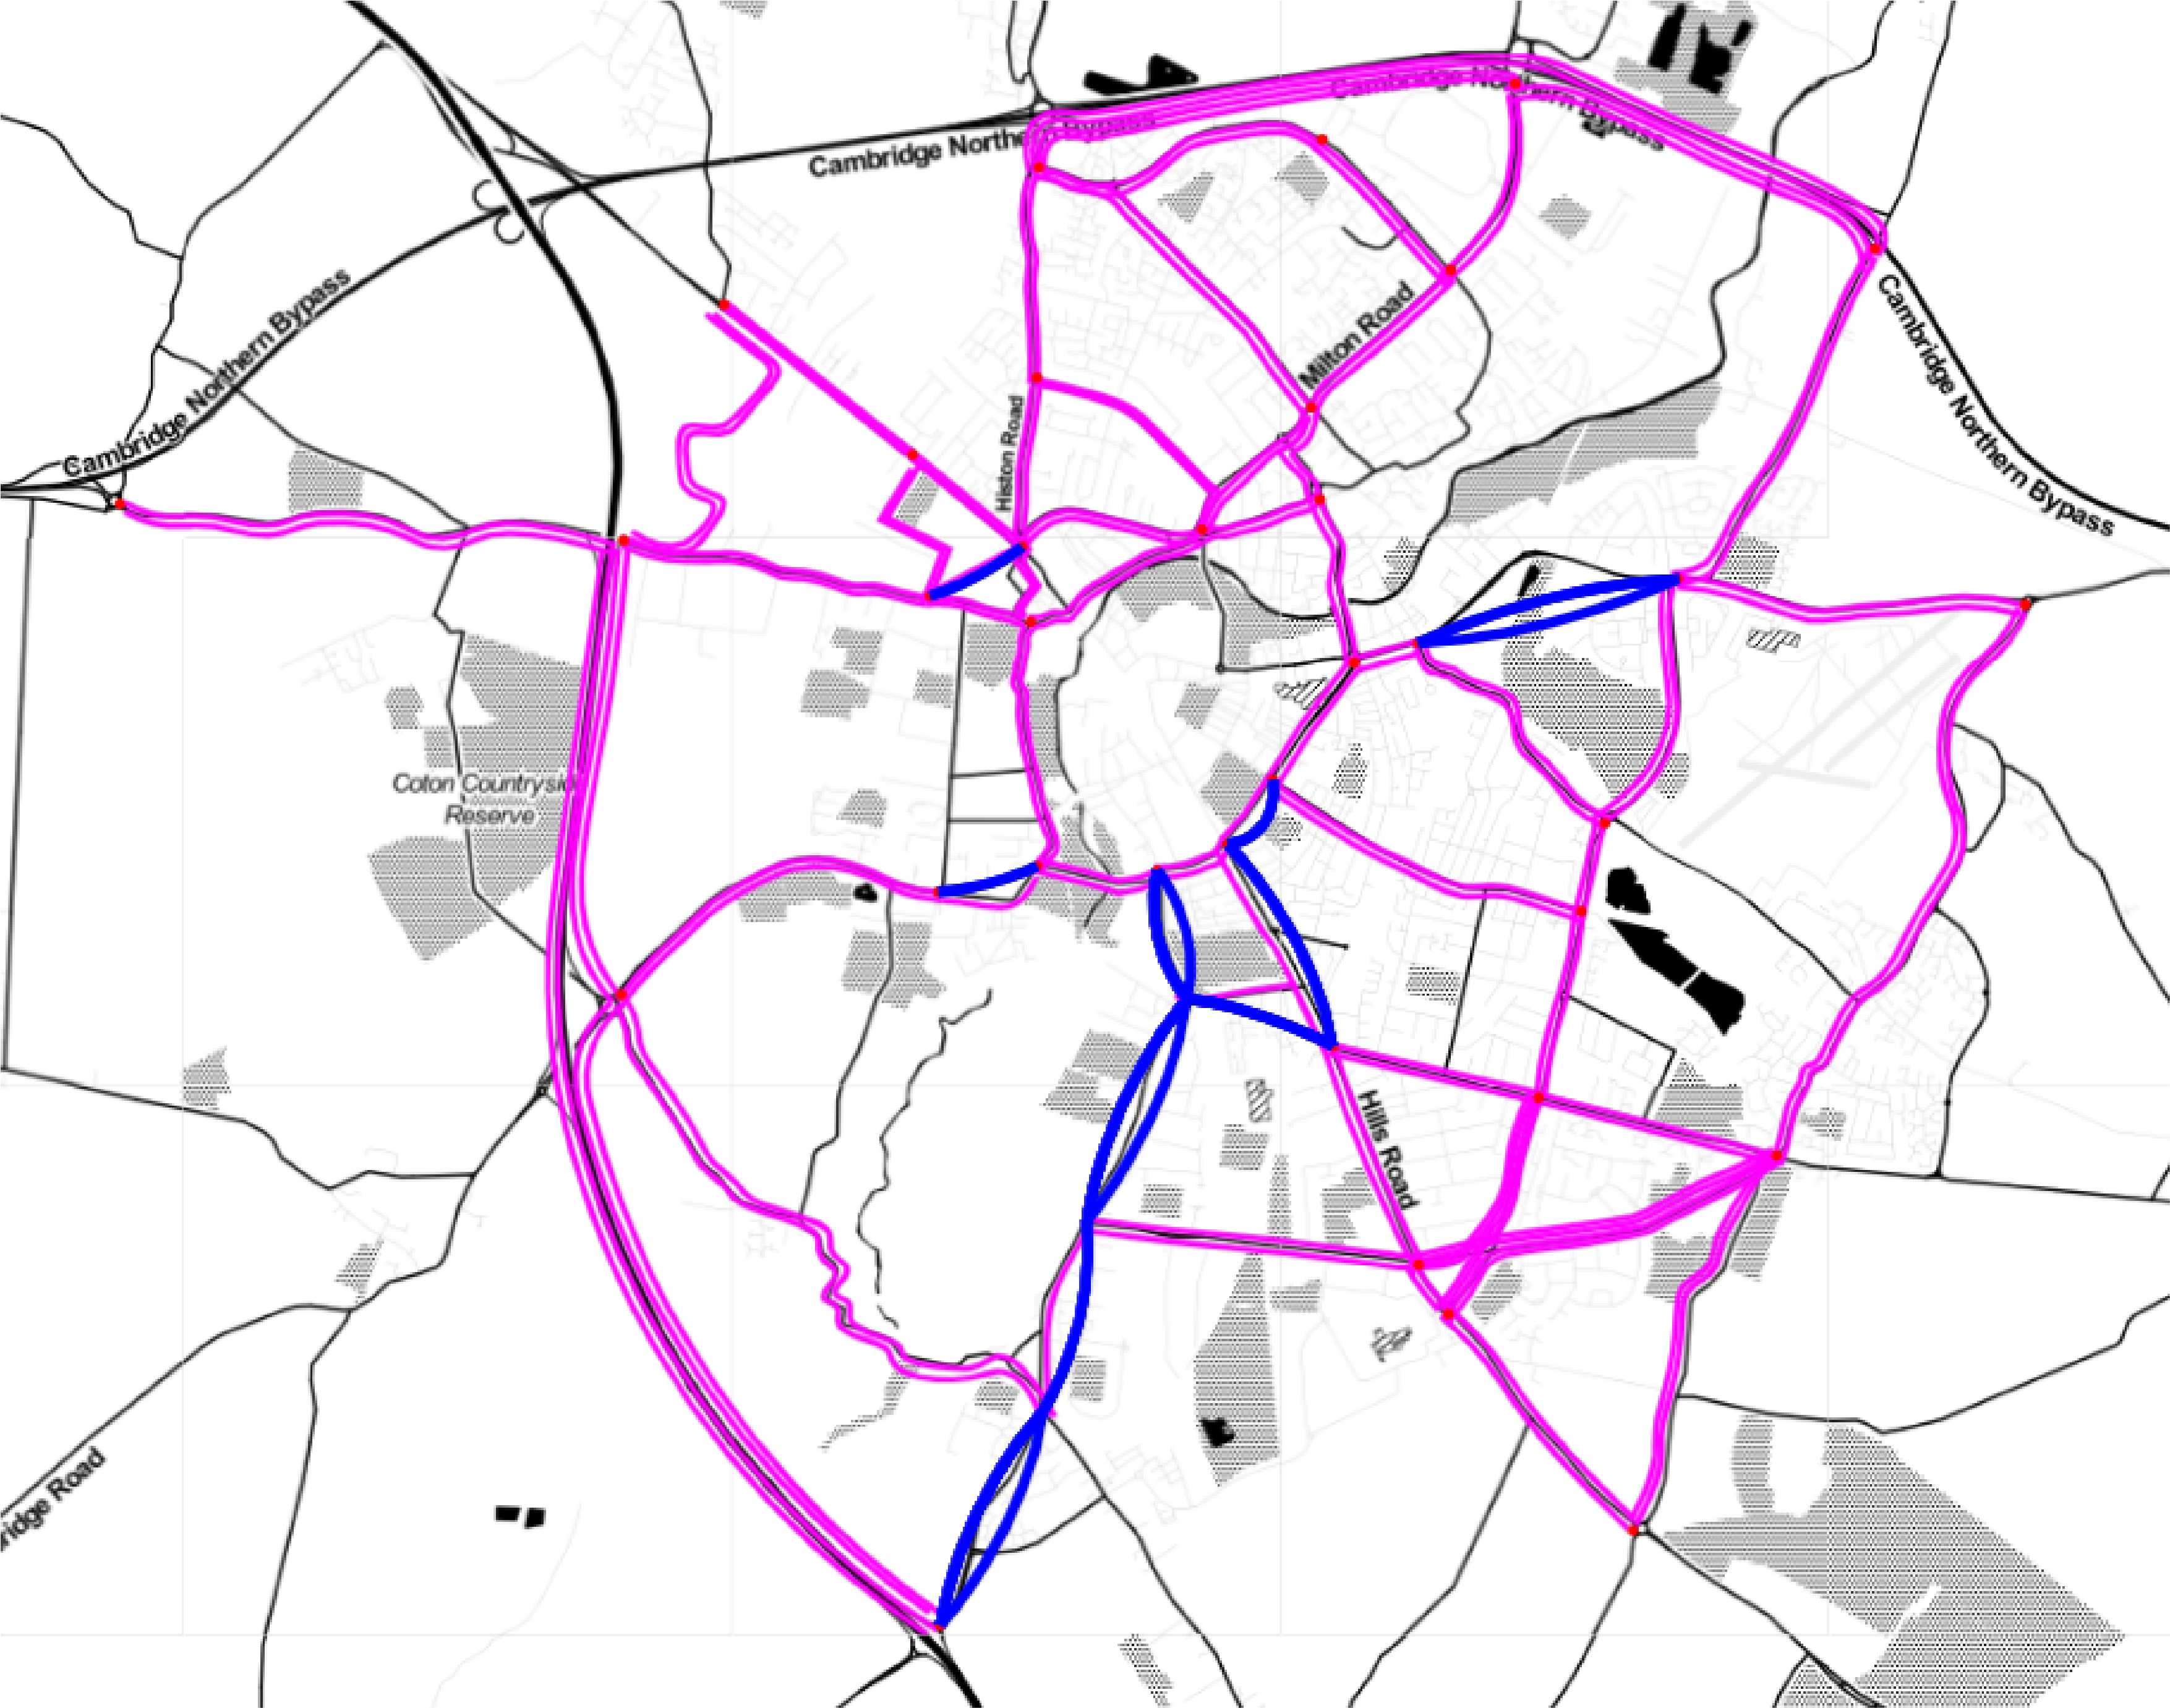 Cambridge Northern Bypass
Cambridge Northern Bypass
Cambridge Northern Bypass
Cambridge Northern Bypass
Milton Road
Histon Road
Coton Countrysi
Reserve
Hills Road
ridge Road